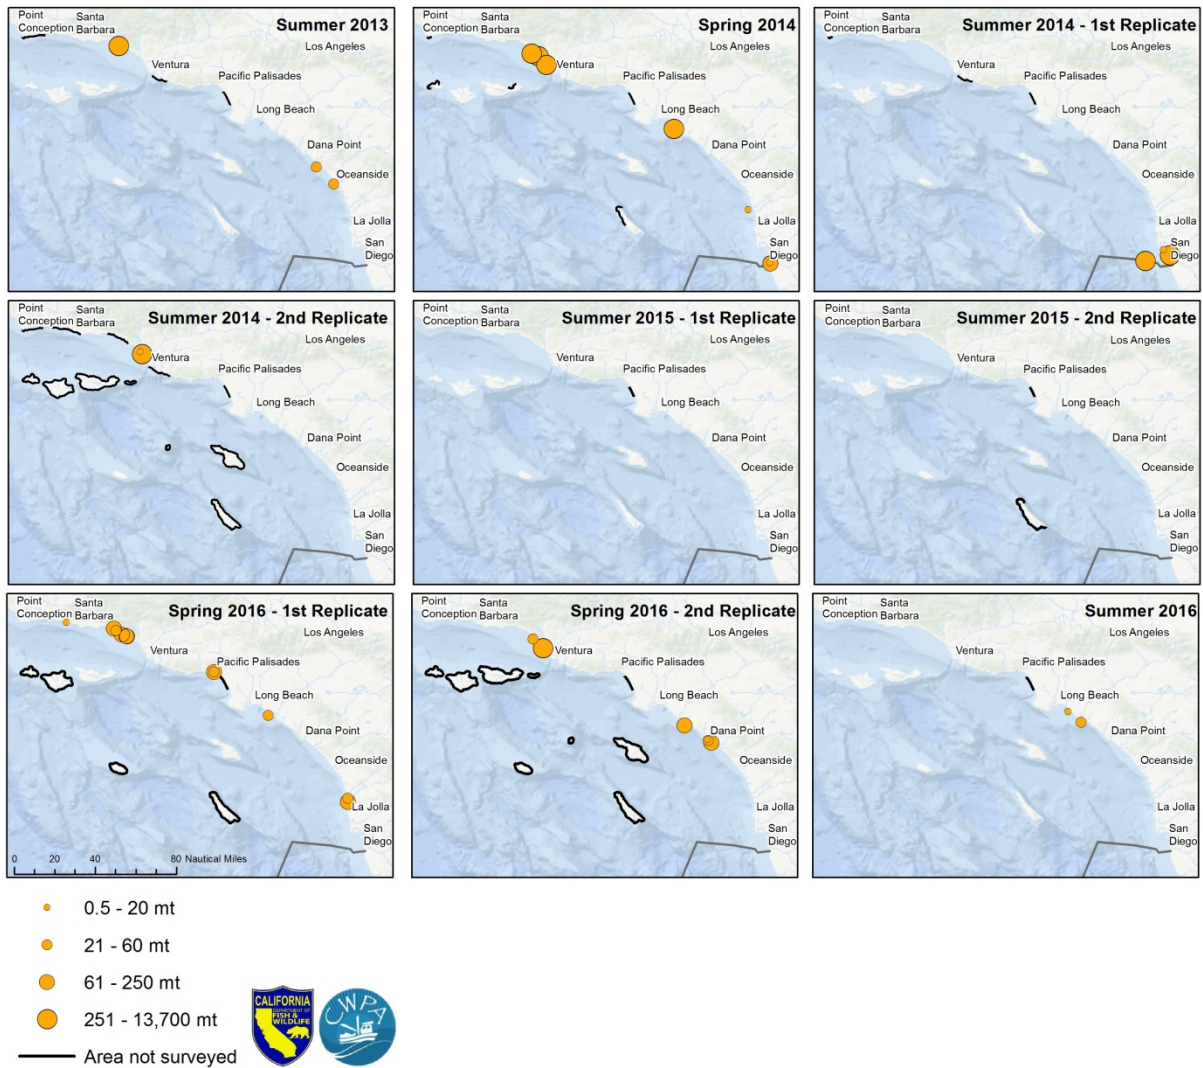 Point
Conception
Santa
Barbara
Summer 2013
Los Angeles
Ventura
Pacific Palisades
Long Beach
Dana Point
Oceanside
La Jolla
San
Diego
Point
Conception
Santa
Barbara
Spring 2014
Los Angeles
Ventura
Pacific Palisades
Long Beach
Dana Point
Oceanside
La Jolla
San
Diego
Point
Conception
Santa
Barbara
Summer 2014 - 1st Replicate
Los Angeles
Ventura
Pacific Palisades
Long Beach
Dana Point
Oceanside
La Jolla
San
Diego
Point
Conception
Santa
Barbara
Summer 2014 - 2nd Replicate
Los Angeles
Ventura
Pacific Palisades
Long Beach
Dana Point
Oceanside
La Jolla
San
Diego
Point
Conception
Santa
Barbara
Summer 2015 - 1st Replicate
Los Angeles
Ventura
Pacific Palisades
Long Beach
Dana Point
Oceanside
La Jolla
San
Diego
Point
Conception
Santa
Barbara
Summer 2015 - 2nd Replicate
Los Angeles
Ventura
Pacific Palisades
Long Beach
Dana Point
Oceanside
La Jolla
San
Diego
Point
Conception
Santa
Barbara
Spring 2016 - 1st Replicate
Los Angeles
Ventura
Pacific Palisades
Long Beach
Dana Point
Oceanside
La Jolla
San
Diego
0 20 40 80 Nautical Miles
Point
Conception
Santa
Barbara
Spring 2016 - 2nd Replicate
Los Angeles
Ventura
Pacific Palisades
Long Beach
Dana Point
Oceanside
La Jolla
San
Diego
Point
Conception
Santa
Barbara
Summer 2016
Los Angeles
Ventura
Pacific Palisades
Long Beach
Dana Point
Oceanside
La Jolla
San
Diego
0.5 - 20 mt
21 - 60 mt
61 - 250 mt
251 - 13,700 mt
Area not surveyed
CALIFORNIA
DEPARTMENT OF
FISH &
WILDLIFE
CWPA